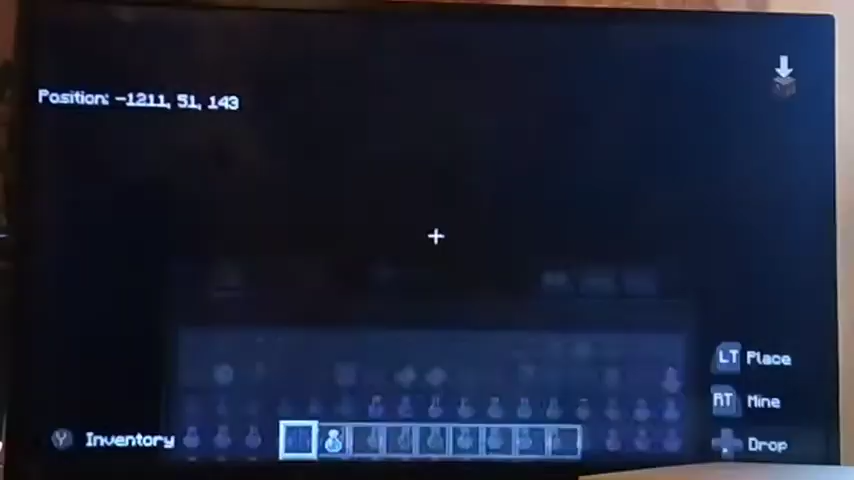 Position: -1211, 51, 143
LT Place
RT Mine
Y Inventory
Drop